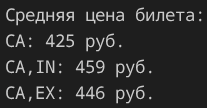 Средняя цена билета:
CA: 425 руб.
CA,IN: 459 руб.
CA,EX: 446 руб.